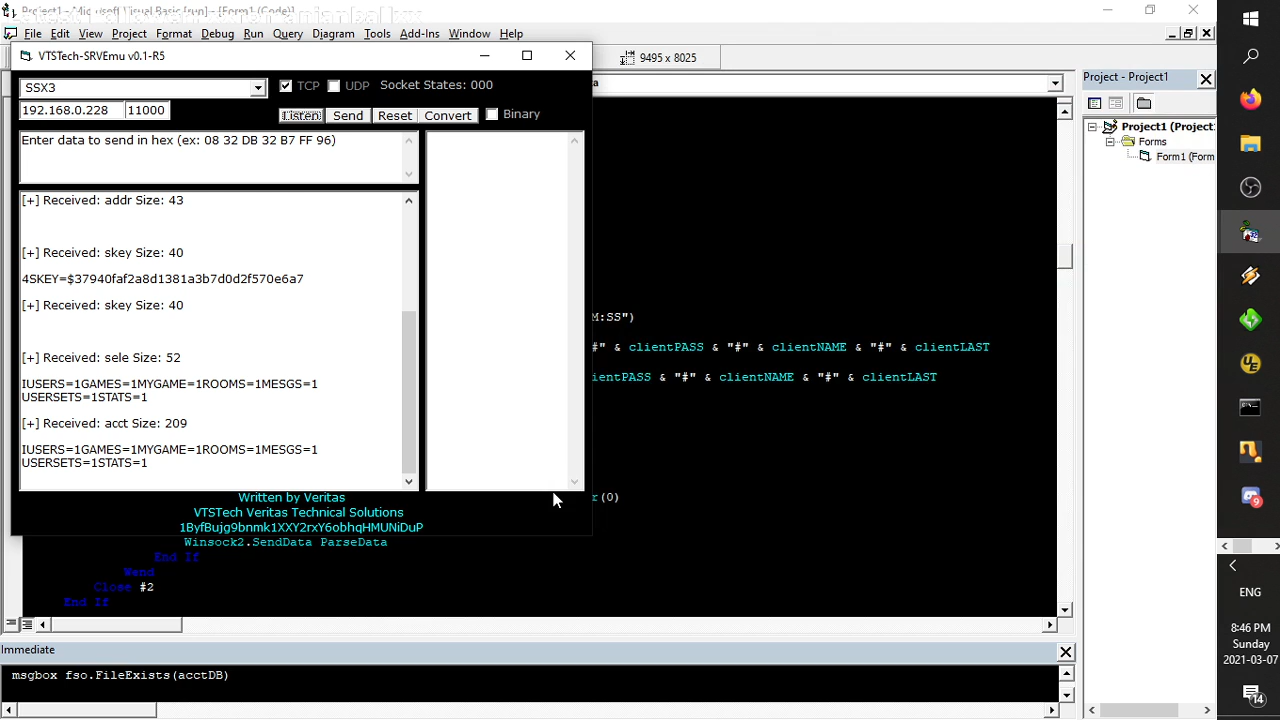 Project1 - Microsoft Visual Basic [run] - [Form1 (Code)]
File Edit View Project Format Debug Run Query Diagram Tools Add-Ins Window Help
9495 x 8025
VTSTech-SRVEmu v0.1-R5
SSX3
TCP UDP Socket States: 000
192.168.0.228 11000
Listen Send Reset Convert Binary
Enter data to send in hex (ex: 08 32 DB 32 B7 FF 96)
[+] Received: addr Size: 43
[+] Received: skey Size: 40
4SKEY=$37940faf2a8d1381a3b7d0d2f570e6a7
[+] Received: skey Size: 40
[+] Received: sele Size: 52
IUSERS=1GAMES=1MYGAME=1ROOMS=1MESGS=1
USERSETS=1STATS=1
[+] Received: acct Size: 209
IUSERS=1GAMES=1MYGAME=1ROOMS=1MESGS=1
USERSETS=1STATS=1
Written by Veritas
VTSTech Veritas Technical Solutions
1ByfBujg9bnmk1XXY2rxY6obhqHMUNiDuP
M:SS")
#" & clientPASS & "#" & clientNAME & "#" & clientLAST
ientPASS & "#" & clientNAME & "#" & clientLAST
r(0)
Winsock2.SendData ParseData
End If
Wend
Close #2
End If
Immediate
msgbox fso.FileExists(acctDB)
Project - Project1
Project1 (Project:
Forms
Form1 (Form
ENG
8:46 PM
Sunday
2021-03-07
14